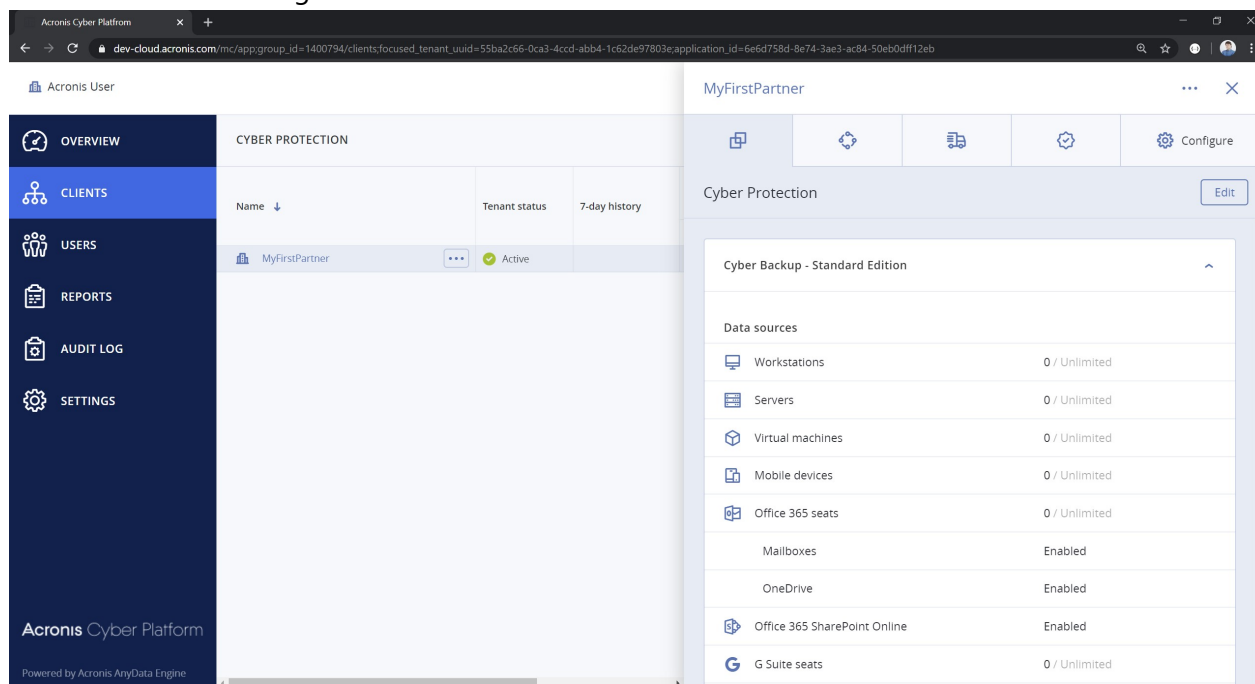 Acronis Cyber Platfrom
dev-cloud.acronis.com/mc/app;group_id=1400794/clients;focused_tenant_uuid=55ba2c66-0ca3-4ccd-abb4-1c62de97803e;application_id=6e6d758d-8e74-3ae3-ac84-50eb0dff12eb
Acronis User
MyFirstPartner
OVERVIEW
CLIENTS
USERS
REPORTS
AUDIT LOG
SETTINGS
Acronis Cyber Platform
Powered by Acronis AnyData Engine
CYBER PROTECTION
Name Tenant status 7-day history
MyFirstPartner Active
Configure
Cyber Protection Edit
Cyber Backup - Standard Edition
Data sources
Workstations 0 / Unlimited
Servers 0 / Unlimited
Virtual machines 0 / Unlimited
Mobile devices 0 / Unlimited
Office 365 seats 0 / Unlimited
Mailboxes Enabled
OneDrive Enabled
Office 365 SharePoint Online Enabled
G Suite seats 0 / Unlimited